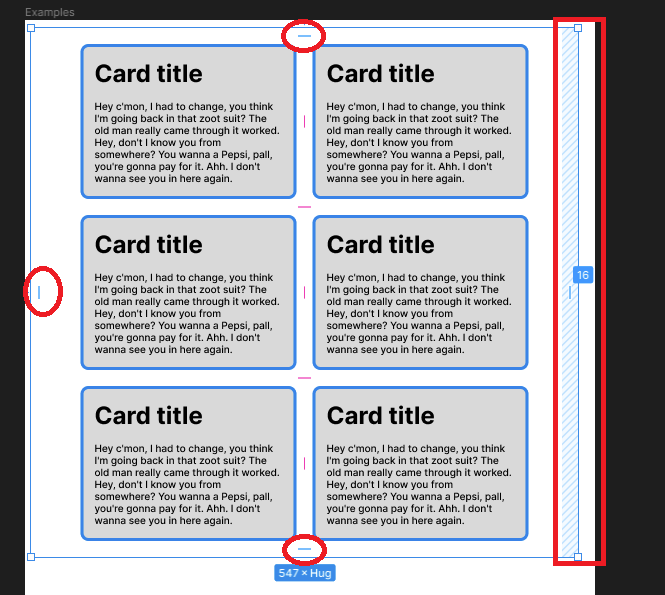 Examples
Card title
Hey c'mon, I had to change, you think
I'm going back in that zoot suit? The
old man really came through it worked.
Hey, don't I know you from
somewhere? You wanna a Pepsi, pall,
you're gonna pay for it. Ahh. I don't
wanna see you in here again.
Card title
Hey c'mon, I had to change, you think
I'm going back in that zoot suit? The
old man really came through it worked.
Hey, don't I know you from
somewhere? You wanna a Pepsi, pall,
you're gonna pay for it. Ahh. I don't
wanna see you in here again.
Card title
Hey c'mon, I had to change, you think
I'm going back in that zoot suit? The
old man really came through it worked.
Hey, don't I know you from
somewhere? You wanna a Pepsi, pall,
you're gonna pay for it. Ahh. I don't
wanna see you in here again.
Card title
Hey c'mon, I had to change, you think
I'm going back in that zoot suit? The
old man really came through it worked.
Hey, don't I know you from
somewhere? You wanna a Pepsi, pall,
you're gonna pay for it. Ahh. I don't
wanna see you in here again.
16
Card title
Hey c'mon, I had to change, you think
I'm going back in that zoot suit? The
old man really came through it worked.
Hey, don't I know you from
somewhere? You wanna a Pepsi, pall,
you're gonna pay for it. Ahh. I don't
wanna see you in here again.
Card title
Hey c'mon, I had to change, you think
I'm going back in that zoot suit? The
old man really came through it worked.
Hey, don't I know you from
somewhere? You wanna a Pepsi, pall,
you're gonna pay for it. Ahh. I don't
wanna see you in here again.
547 × Hug